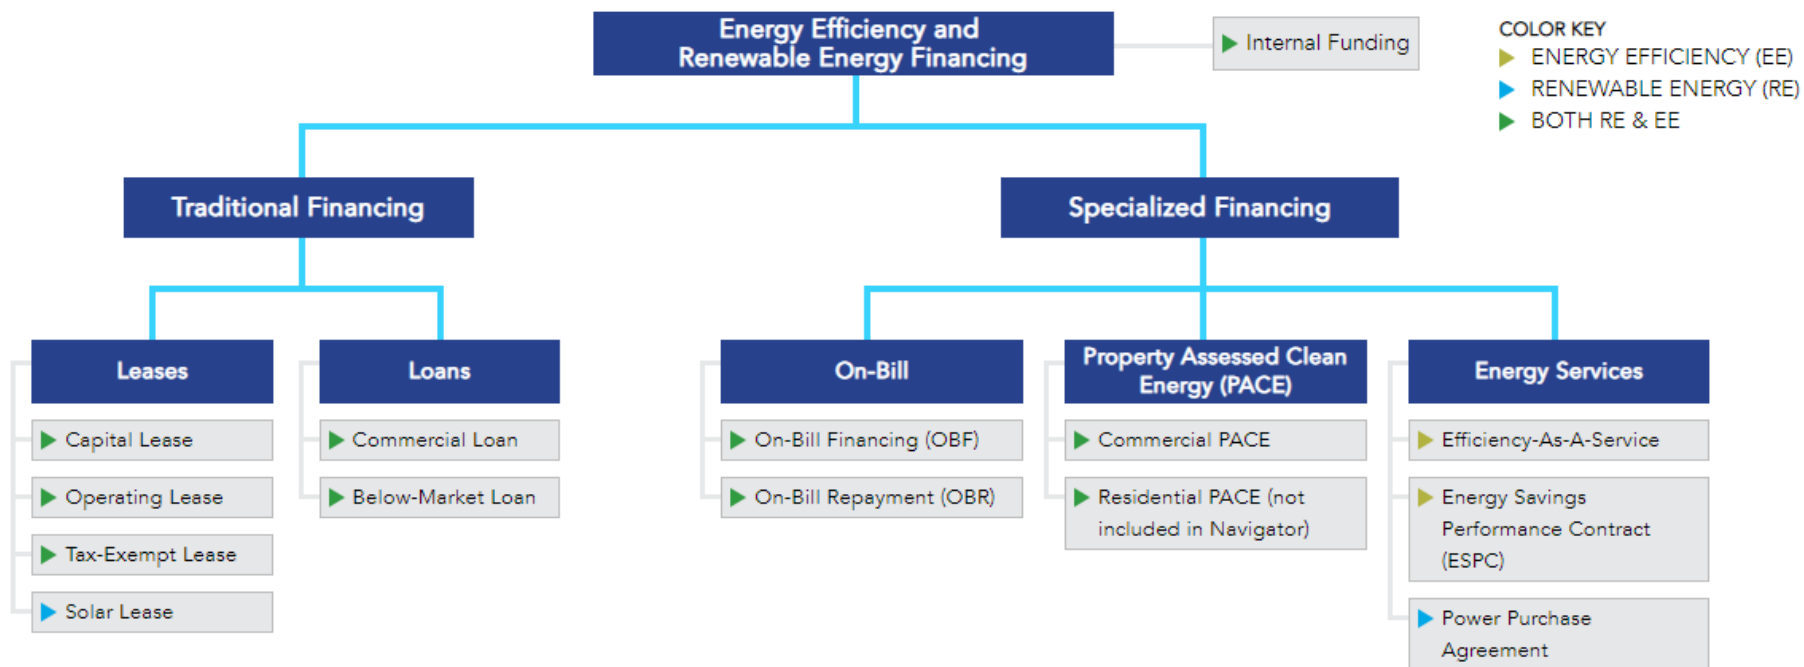 Energy Efficiency and
Renewable Energy Financing
Internal Funding
COLOR KEY
ENERGY EFFICIENCY (EE)
RENEWABLE ENERGY (RE)
BOTH RE & EE
Traditional Financing
Specialized Financing
Leases
Capital Lease
Operating Lease
Tax-Exempt Lease
Solar Lease
Loans
Commercial Loan
Below-Market Loan
On-Bill
On-Bill Financing (OBF)
On-Bill Repayment (OBR)
Property Assessed Clean
Energy (PACE)
Commercial PACE
Residential PACE (not
included in Navigator)
Energy Services
Efficiency-As-A-Service
Energy Savings
Performance Contract
(ESPC)
Power Purchase
Agreement